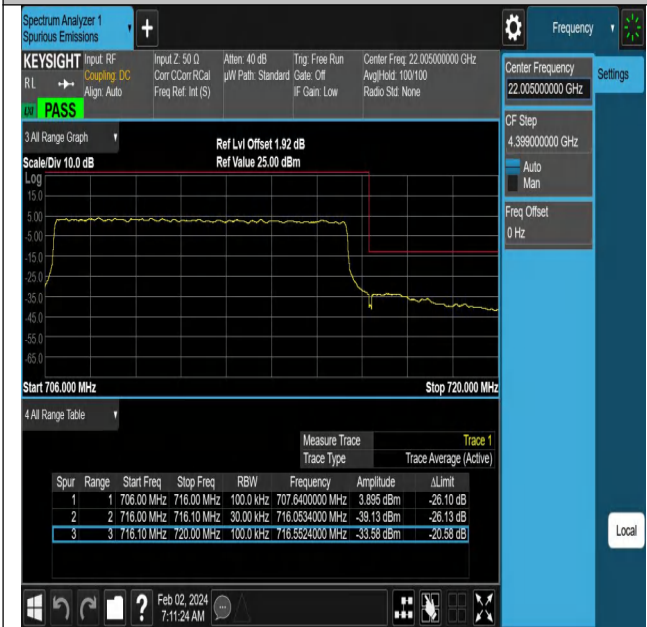 Spectrum Analyzer 1
Spurious Emissions
+
Frequency
KEYSIGHT
RL
Input: RF
Coupling: DC
Align: Auto
Input Z: 50 Ω
Corr CCorr RCal
Freq Ref: Int (S)
Atten: 40 dB
µW Path: Standard
Trig: Free Run
Gate: Off
IF Gain: Low
Center Freq: 22.005000000 GHz
Avg|Hold: 100/100
Radio Std: None
PASS
Center Frequency
22.005000000 GHz
Settings
CF Step
4.399000000 GHz
Auto
Man
Freq Offset
0 Hz
3 All Range Graph
Scale/Div 10.0 dB
Ref Lvl Offset 1.92 dB
Ref Value 25.00 dBm
Log
15.0
5.00
-5.00
-15.0
-25.0
-35.0
-45.0
-55.0
-65.0
Start 706.000 MHz
Stop 720.000 MHz
4 All Range Table
Measure Trace Trace 1
Trace Type Trace Average (Active)
Spur Range Start Freq Stop Freq RBW Frequency Amplitude ΔLimit
1 1 706.00 MHz 716.00 MHz 100.0 kHz 707.6400000 MHz 3.895 dBm -26.10 dB
2 2 716.00 MHz 716.10 MHz 30.00 kHz 716.0534000 MHz -39.13 dBm -26.13 dB
3 3 716.10 MHz 720.00 MHz 100.0 kHz 716.5524000 MHz -33.58 dBm -20.58 dB
Local
?
Feb 02, 2024
7:11:24 AM